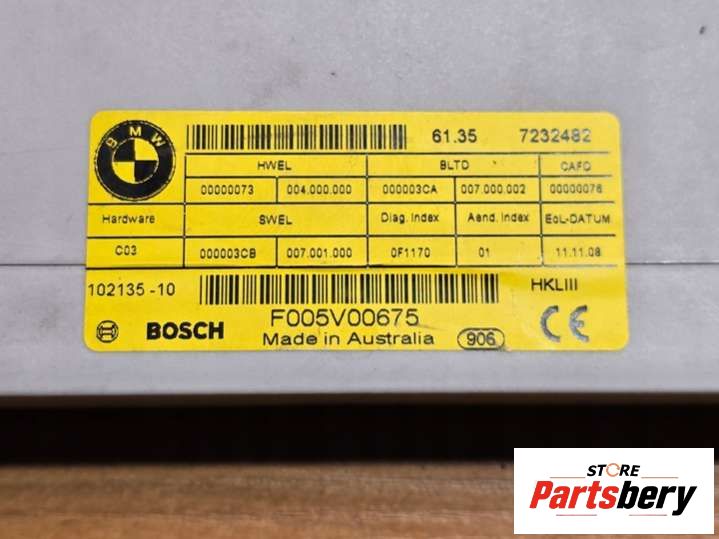 BMW
61.35 7232482
HWEL BLTD CAFD
00000073 004.000.000 000003CA 007.000.002 00000076
Hardware SWEL Diag. Index Aend. Index EoL-DATUM
C03 000003CB 007.001.000 0F1170 01 11.11.08
102135 -10 HKLIII
BOSCH F005V00675 CE
Made in Australia 906
STORE
Partsbery